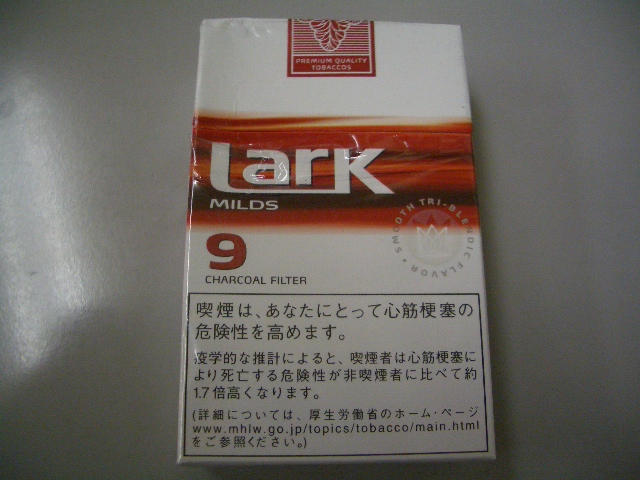 PREMIUM QUALITY
TOBACCOS
Lark
MILDS
SMOOTH TRI-BLENDIC FLAVOR
9
CHARCOAL FILTER
喫煙は、あなたにとって心筋梗塞の
危険性を高めます。
疫学的な推計によると、喫煙者は心筋梗塞に
より死亡する危険性が非喫煙者に比べて約
1.7倍高くなります。
(詳細については、厚生労働省のホーム・ページ
www.mhlw.go.jp/topics/tobacco/main.html
をご参照ください。)